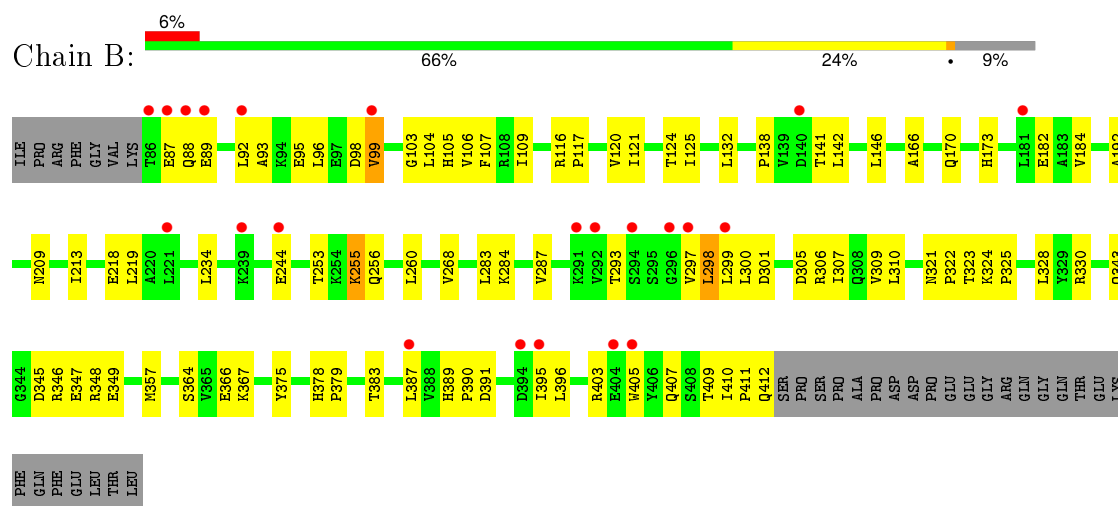 6%
Chain B:
66% 24% • 9%
ILE PRO ARG PHE GLY VAL LYS T86 E87 Q88 E89 L92 A93 K94 E95 L96 E97 D98 V99 G103 L104 H105 V106 F107 R108 I109 R116 P117 V120 I121 T124 I125 L132 P138 V139 D140 T141 L142 L146 A166 Q170 H173 L181 E182 A183 V184 A192
N209 I213 E218 L219 A220 L221 L234 K239 E244 T253 K254 K255 Q256 L260 V268 L283 K284 V287 K291 V292 T293 S294 S295 G296 V297 L298 L299 L300 D301 D305 R306 I307 Q308 V309 L310 N321 P322 T323 K324 P325 L328 Y329 R330 Q343
G344 D345 R346 E347 R348 E349 M357 S364 V365 E366 K367 Y375 H378 P379 T383 L387 V388 H389 P390 D391 D394 I395 L396 R403 E404 W405 Y406 Q407 S408 T409 I410 P411 Q412 SER PRO SER PRO ALA PRO ASP ASP PRO GLU GLU GLY ARG GLN GLY GLN THR GLU LYS
PHE GLN PHE GLU LEU THR LEU